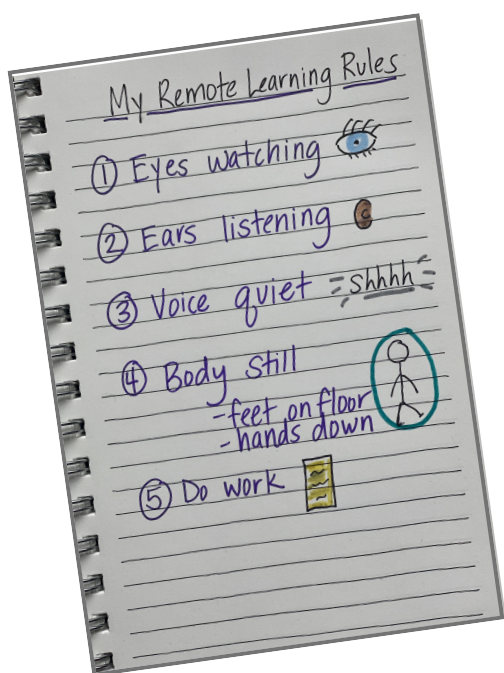 My Remote Learning Rules
① Eyes watching
② Ears listening
③ Voice quiet shhhh
④ Body still
- feet on floor
- hands down
⑤ Do work